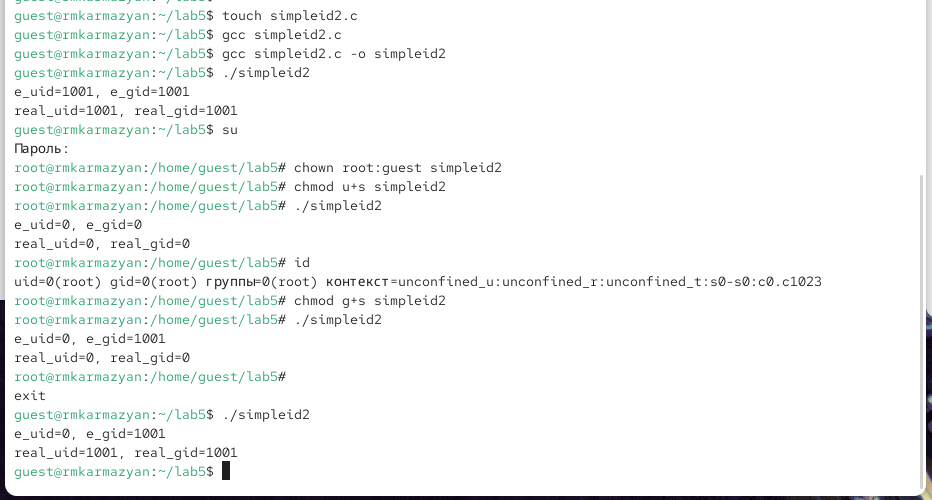 guest@rmkarmazyan:~/lab5$ touch simpleid2.c
guest@rmkarmazyan:~/lab5$ gcc simpleid2.c
guest@rmkarmazyan:~/lab5$ gcc simpleid2.c -o simpleid2
guest@rmkarmazyan:~/lab5$ ./simpleid2
e_uid=1001, e_gid=1001
real_uid=1001, real_gid=1001
guest@rmkarmazyan:~/lab5$ su
Пароль:
root@rmkarmazyan:/home/guest/lab5# chown root:guest simpleid2
root@rmkarmazyan:/home/guest/lab5# chmod u+s simpleid2
root@rmkarmazyan:/home/guest/lab5# ./simpleid2
e_uid=0, e_gid=0
real_uid=0, real_gid=0
root@rmkarmazyan:/home/guest/lab5# id
uid=0(root) gid=0(root) группы=0(root) контекст=unconfined_u:unconfined_r:unconfined_t:s0-s0:c0.c1023
root@rmkarmazyan:/home/guest/lab5# chmod g+s simpleid2
root@rmkarmazyan:/home/guest/lab5# ./simpleid2
e_uid=0, e_gid=1001
real_uid=0, real_gid=0
root@rmkarmazyan:/home/guest/lab5#
exit
guest@rmkarmazyan:~/lab5$ ./simpleid2
e_uid=0, e_gid=1001
real_uid=1001, real_gid=1001
guest@rmkarmazyan:~/lab5$